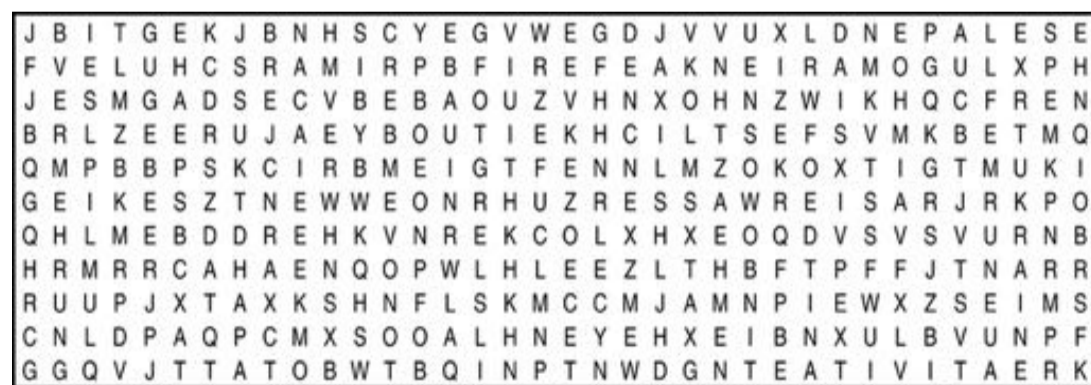 J B I T G E K J B N H S C Y E G V W E G D J V V U X L D N E P A L E S E
F V E L U H C S R A M I R P B F I R E F E A K N E I R A M O G U L X P H
J E S M G A D S E C V B E B A O U Z V H N X O H N Z W I K H Q C F R E N
B R L Z E E R U J A E Y B O U T I E K H C I L T S E F S V M K B E T M Q
Q M P B B P S K C I R B M E I G T F E N N L M Z O K O X T I G T M U K I
G E I K E S Z T N E W W E O N R H U Z R E S S A W R E I S A R J R K P O
Q H L M E B D D R E H K V N R E K C O L X H X E O Q D V S V S V U R N B
H R M R R C A H A E N Q O P W L H L E E Z L T H B F T P F F J T N A R R
R U U P J X T A X K S H N F L S K M C C M J A M N P I E W X Z S E I M S
C N L D P A Q P C M X S O O A L H N E Y E H X E I B N X U L B V U N P F
G G Q V J T T A T O B W T B Q I N P T N W D G N T E A T I V I T A E R K